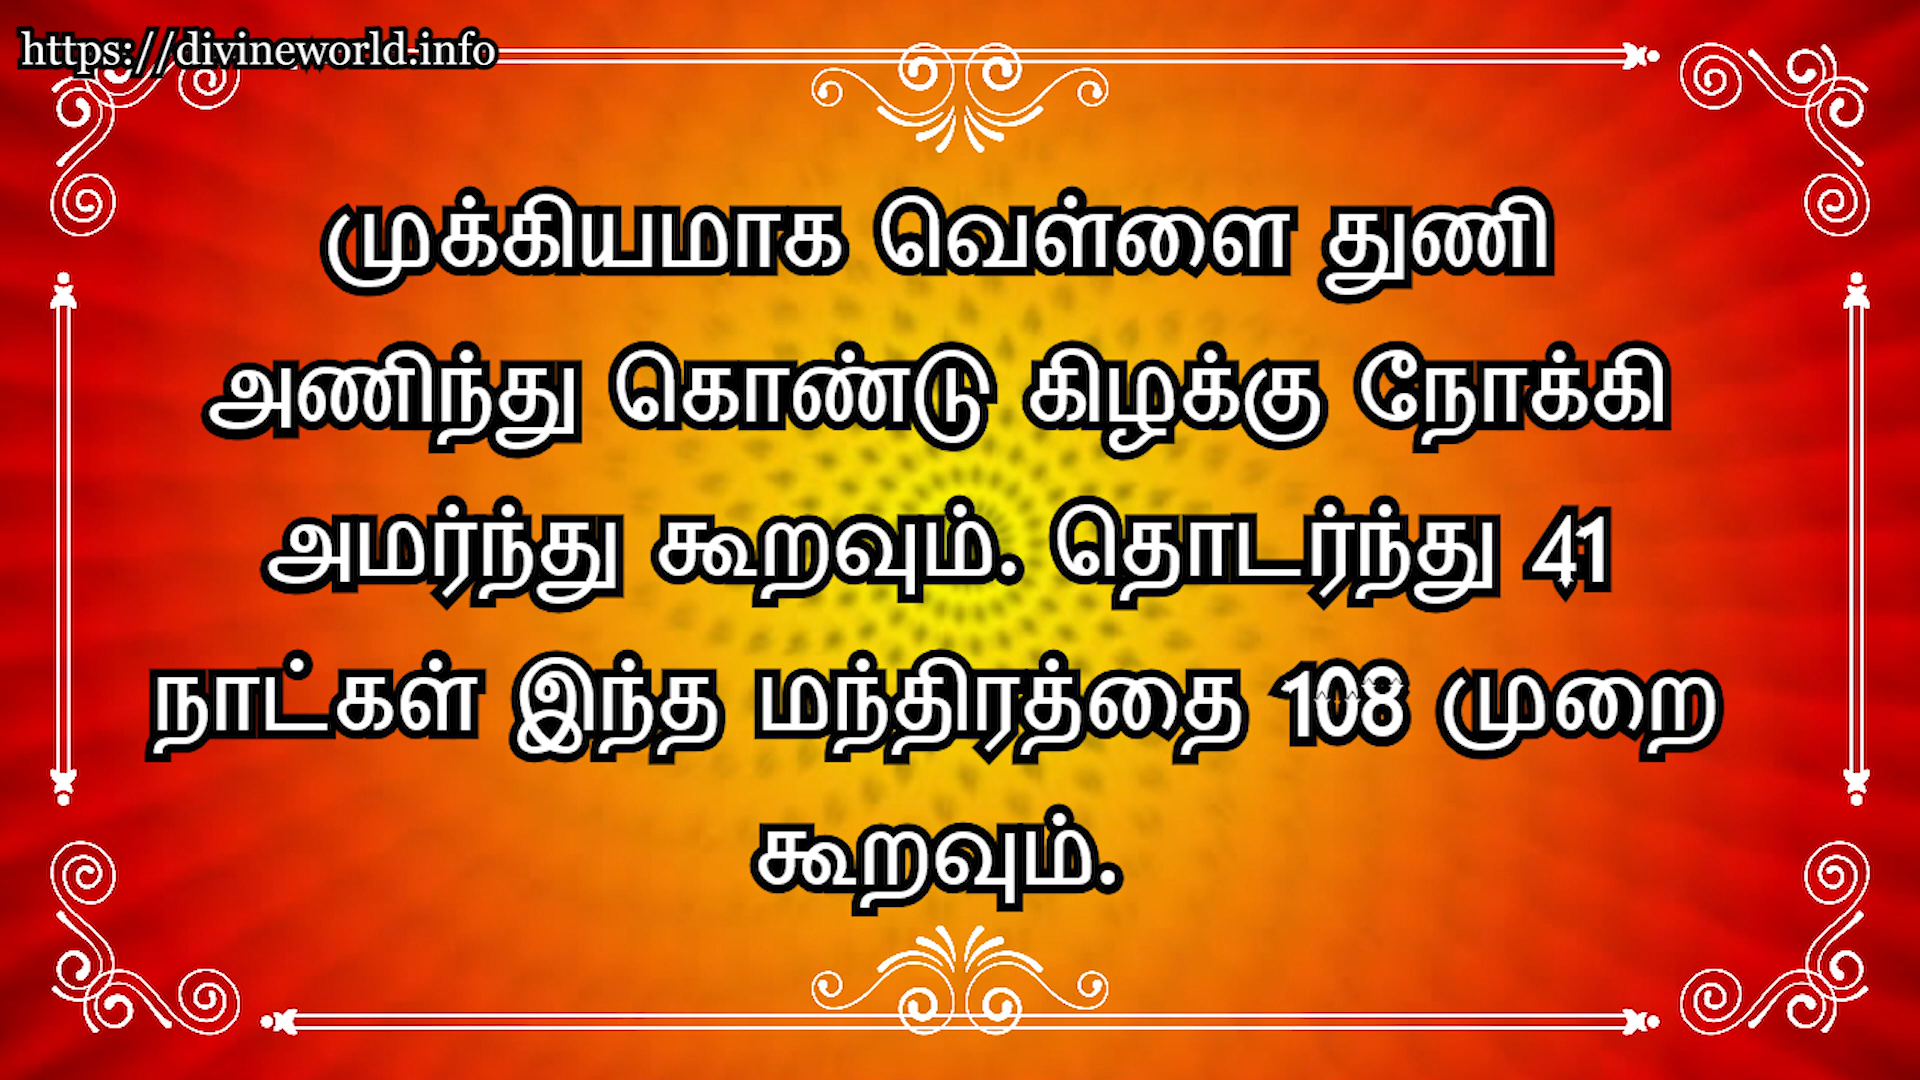 https://divineworld.info
முக்கியமாக வெள்ளை துணி
அணிந்து கொண்டு கிழக்கு நோக்கி
அமர்ந்து கூறவும். தொடர்ந்து 41
நாட்கள் இந்த மந்திரத்தை 108 முறை
கூறவும்.